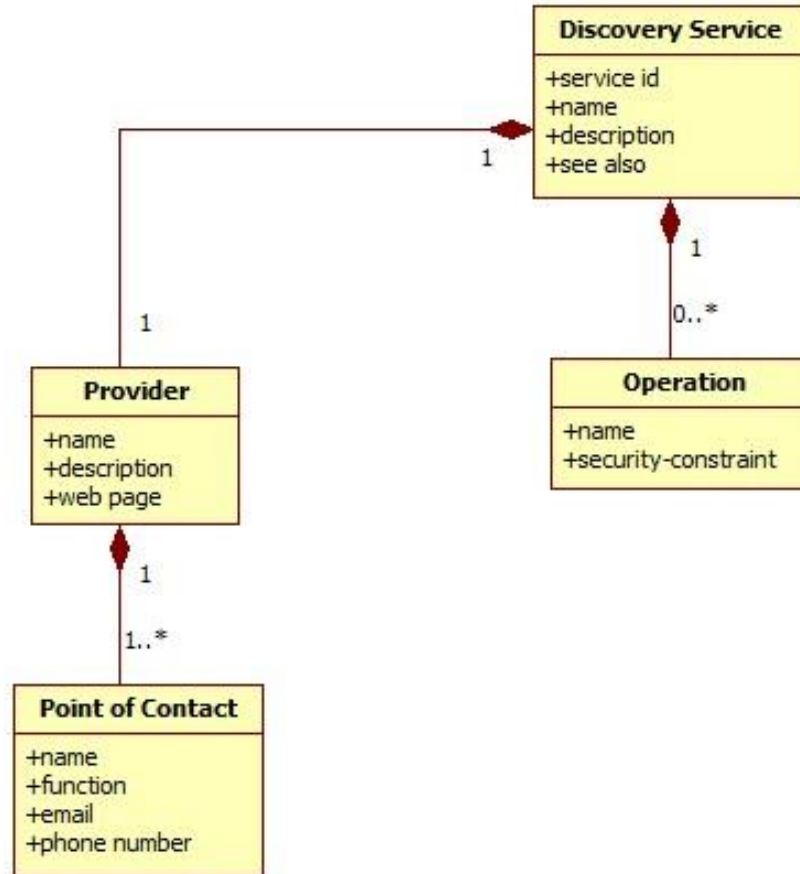 Discovery Service
+service id
+name
+description
+see also
1
1
1
0..*
Provider
+name
+description
+web page
Operation
+name
+security-constraint
1
1..*
Point of Contact
+name
+function
+email
+phone number